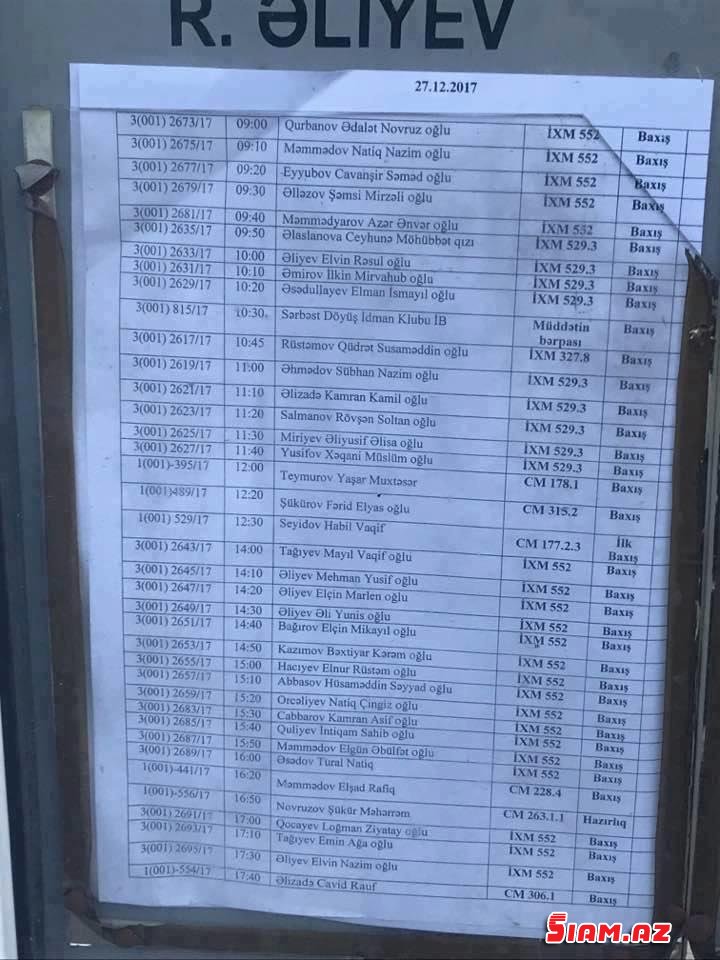 R. ƏLİYEV
27.12.2017
3(001) 2673/17 09:00 Qurbanov Ədalət Novruz oğlu İXM 552 Baxış
3(001) 2675/17 09:10 Məmmədov Natiq Nazim oğlu İXM 552 Baxış
3(001) 2677/17 09:20 Eyyubov Cavanşir Səməd oğlu İXM 552 Baxış
3(001) 2679/17 09:30 Əlləzov Şəmsi Mirzəli oğlu İXM 552 Baxış
3(001) 2681/17 09:40 Məmmədyarov Azər Ənvər oğlu İXM 552 Baxış
3(001) 2635/17 09:50 Əlaslanova Ceyhunə Möhübbət qızı İXM 529.3 Baxış
3(001) 2633/17 10:00 Əliyev Elvin Rəsul oğlu İXM 529.3 Baxış
3(001) 2631/17 10:10 Əmirov İlkin Mirvahub oğlu İXM 529.3 Baxış
3(001) 2629/17 10:20 Əsədullayev Elman İsmayıl oğlu İXM 529.3 Baxış
3(001) 815/17 10:30 Sərbəst Döyüş İdman Klubu İB Müddətin bərpası Baxış
3(001) 2617/17 10:45 Rüstəmov Qüdrət Susaməddin oğlu İXM 327.8 Baxış
3(001) 2619/17 11:00 Əhmədov Sübhan Nazim oğlu İXM 529.3 Baxış
3(001) 2621/17 11:10 Əlizadə Kamran Kamil oğlu İXM 529.3 Baxış
3(001) 2623/17 11:20 Salmanov Rövşən Soltan oğlu İXM 529.3 Baxış
3(001) 2625/17 11:30 Miriyev Əliyusif Əlisa oğlu İXM 529.3 Baxış
3(001) 2627/17 11:40 Yusifov Xəqani Müslüm oğlu İXM 529.3 Baxış
1(001)-395/17 12:00 Teymurov Yaşar Muxtəsər CM 178.1 Baxış
1(001)489/17 12:20 Şükürov Fərid Elyas oğlu CM 315.2 Baxış
1(001) 529/17 12:30 Seyidov Habil Vaqif CM 177.2.3 İlk Baxış
3(001) 2643/17 14:00 Tağıyev Mayıl Vaqif oğlu İXM 552 Baxış
3(001) 2645/17 14:10 Əliyev Mehman Yusif oğlu İXM 552 Baxış
3(001) 2647/17 14:20 Əliyev Elçin Marlen oğlu İXM 552 Baxış
3(001) 2649/17 14:30 Əliyev Əli Yunis oğlu İXM 552 Baxış
3(001) 2651/17 14:40 Bağırov Elçin Mikayıl oğlu İXM 552 Baxış
3(001) 2653/17 14:50 Kazımov Bəxtiyar Kərəm oğlu İXM 552 Baxış
3(001) 2655/17 15:00 Hacıyev Elnur Rüstəm oğlu İXM 552 Baxış
3(001) 2657/17 15:10 Abbasov Hüsaməddin Səyyad oğlu İXM 552 Baxış
3(001) 2659/17 15:20 Orcəliyev Natiq Çingiz oğlu İXM 552 Baxış
3(001) 2683/17 15:30 Cabbarov Kamran Asif oğlu İXM 552 Baxış
3(001) 2685/17 15:40 Quliyev İntiqam Sahib oğlu İXM 552 Baxış
3(001) 2687/17 15:50 Məmmədov Elgün Əbülfət oğlu İXM 552 Baxış
3(001) 2689/17 16:00 Əsədov Tural Natiq İXM 552 Baxış
1(001)-441/17 16:20 Məmmədov Elşad Rafiq CM 228.4 Baxış
1(001)-556/17 16:50 Novruzov Şükür Məhərrəm CM 263.1.1 Hazırlıq
3(001) 2691/17 17:00 Qocayev Loğman Ziyatay oğlu İXM 552 Baxış
3(001) 2693/17 17:10 Tağıyev Emin Ağa oğlu İXM 552 Baxış
3(001) 2695/17 17:30 Əliyev Elvin Nazim oğlu İXM 552 Baxış
1(001)-554/17 17:40 Əlizadə Cavid Rauf CM 306.1 Baxış
SIAM.AZ